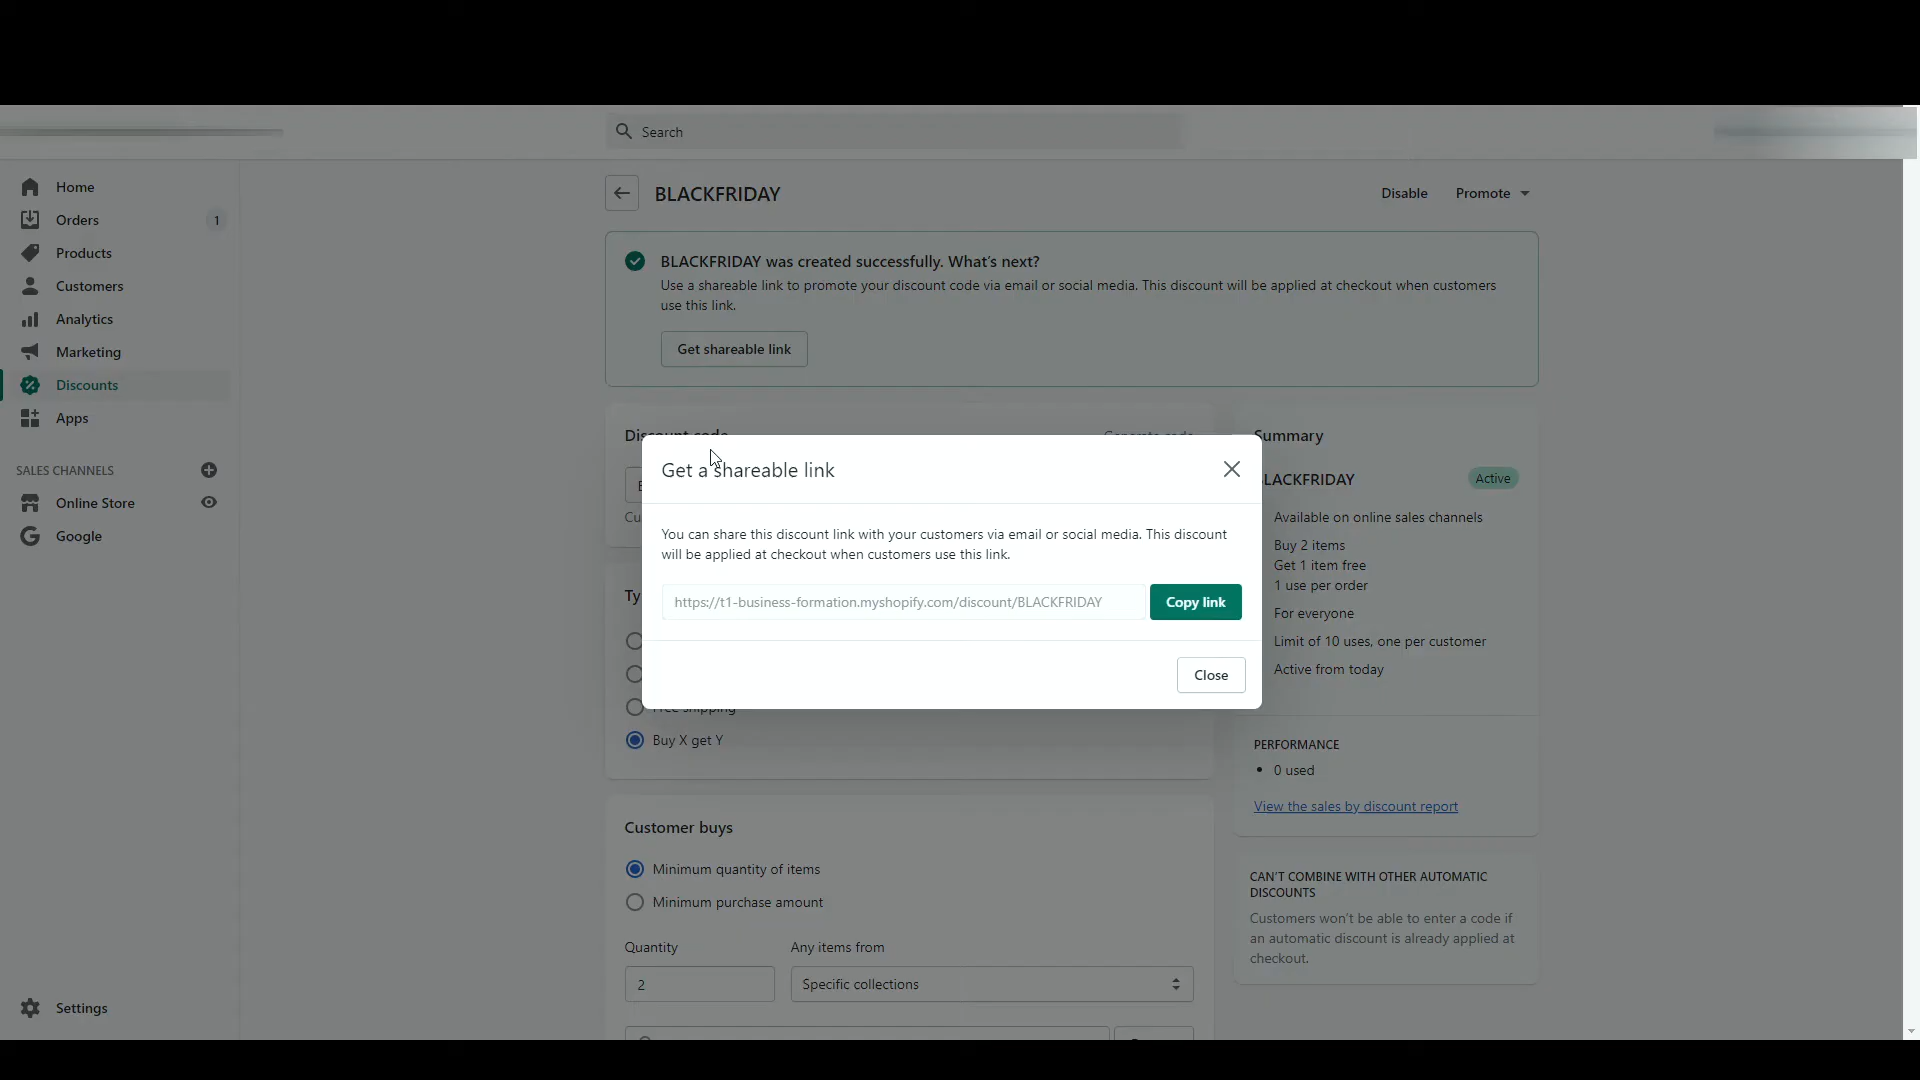 Search
Home
Orders 1
Products
Customers
Analytics
Marketing
Discounts
Apps
SALES CHANNELS
Online Store
Google
Settings
BLACKFRIDAY
Disable Promote
BLACKFRIDAY was created successfully. What's next?
Use a shareable link to promote your discount code via email or social media. This discount will be applied at checkout when customers
use this link.
Get shareable link
Discount code Generate code
Get a shareable link
You can share this discount link with your customers via email or social media. This discount
will be applied at checkout when customers use this link.
https://t1-business-formation.myshopify.com/discount/BLACKFRIDAY Copy link
Close
Free shipping
Buy X get Y
Customer buys
Minimum quantity of items
Minimum purchase amount
Quantity Any items from
2 Specific collections
Summary
BLACKFRIDAY Active
Available on online sales channels
Buy 2 items
Get 1 item free
1 use per order
For everyone
Limit of 10 uses, one per customer
Active from today
PERFORMANCE
• 0 used
View the sales by discount report
CAN'T COMBINE WITH OTHER AUTOMATIC
DISCOUNTS
Customers won't be able to enter a code if
an automatic discount is already applied at
checkout.